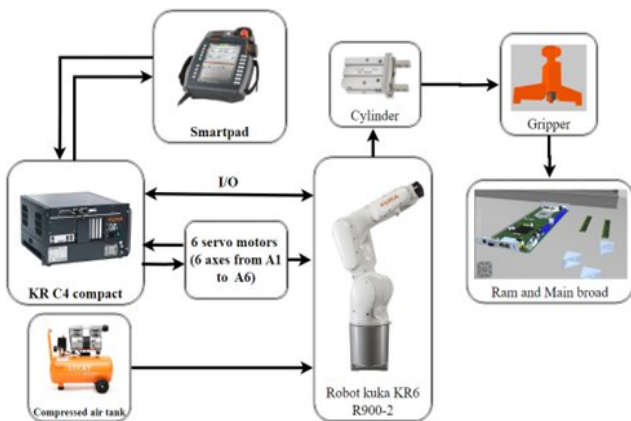 Smartpad
Cylinder
Gripper
I/O
KR C4 compact
6 servo motors
(6 axes from A1
to A6)
Ram and Main broad
Compressed air tank
Robot kuka KR6
R900-2